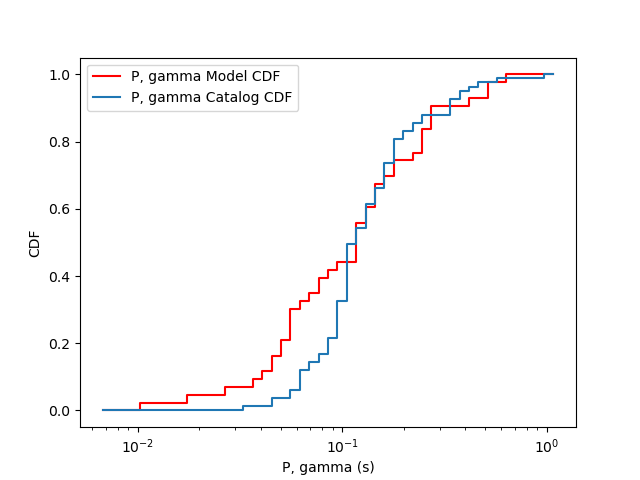 P, gamma Model CDF
P, gamma Catalog CDF
1.0
0.8
0.6
0.4
0.2
0.0
CDF
10⁻² 10⁻¹ 10⁰
P, gamma (s)